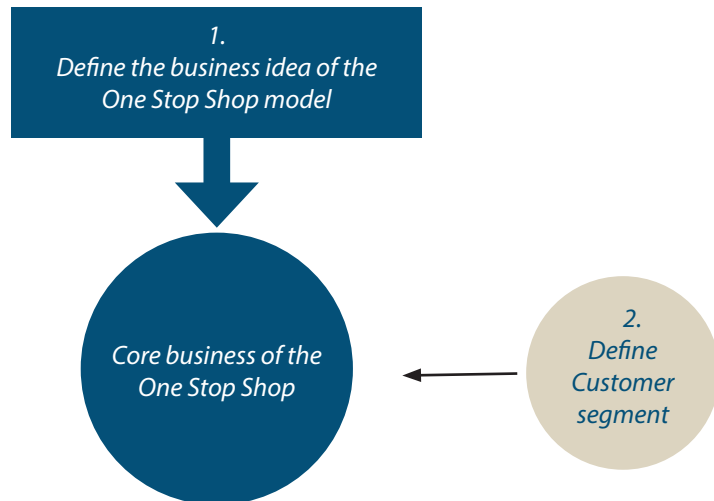 1.
Define the business idea of the
One Stop Shop model
Core business of the
One Stop Shop
2.
Define
Customer
segment